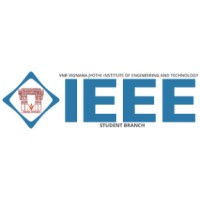 VNR VIGNANA JYOTHI INSTITUTE OF ENGINEERING AND TECHNOLOGY
IEEE
STUDENT BRANCH